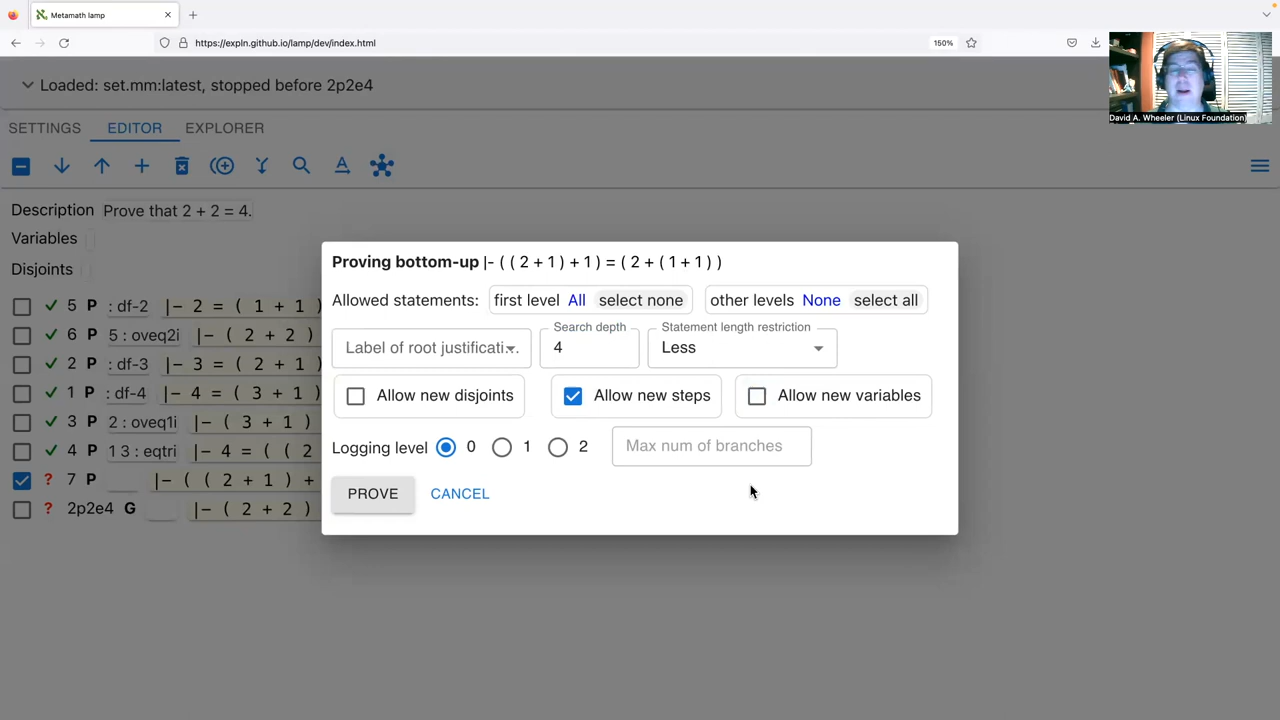 Metamath lamp
https://expln.github.io/lamp/dev/index.html
150%
David A. Wheeler (Linux Foundation)
Loaded: set.mm:latest, stopped before 2p2e4
SETTINGS EDITOR EXPLORER
Description Prove that 2 + 2 = 4.
Variables
Disjoints
5 P : df-2 |- 2 = ( 1 + 1 )
6 P 5 : oveq2i |- ( 2 + 2 )
2 P : df-3 |- 3 = ( 2 + 1 )
1 P : df-4 |- 4 = ( 3 + 1 )
3 P 2 : oveq1i |- ( 3 + 1 )
4 P 1 3 : eqtri |- 4 = ( ( 2
? 7 P |- ( ( 2 + 1 ) +
? 2p2e4 G |- ( 2 + 2 )
Proving bottom-up |- ( ( 2 + 1 ) + 1 ) = ( 2 + ( 1 + 1 ) )
Allowed statements: first level All select none other levels None select all
Label of root justificati...
Search depth
4
Statement length restriction
Less
Allow new disjoints Allow new steps Allow new variables
Logging level 0 1 2 Max num of branches
PROVE CANCEL